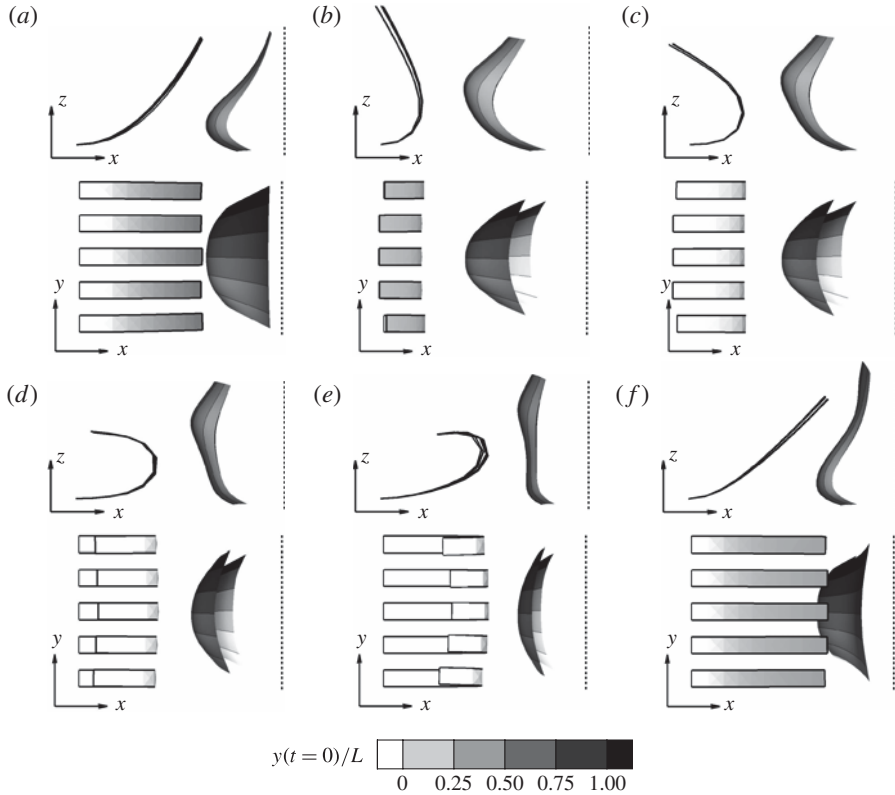 (a) (b) (c)
z z z
x x x
y y y
x x x
(d) (e) (f)
z z z
x x x
y y y
x x x
y(t = 0)/L
0 0.25 0.50 0.75 1.00